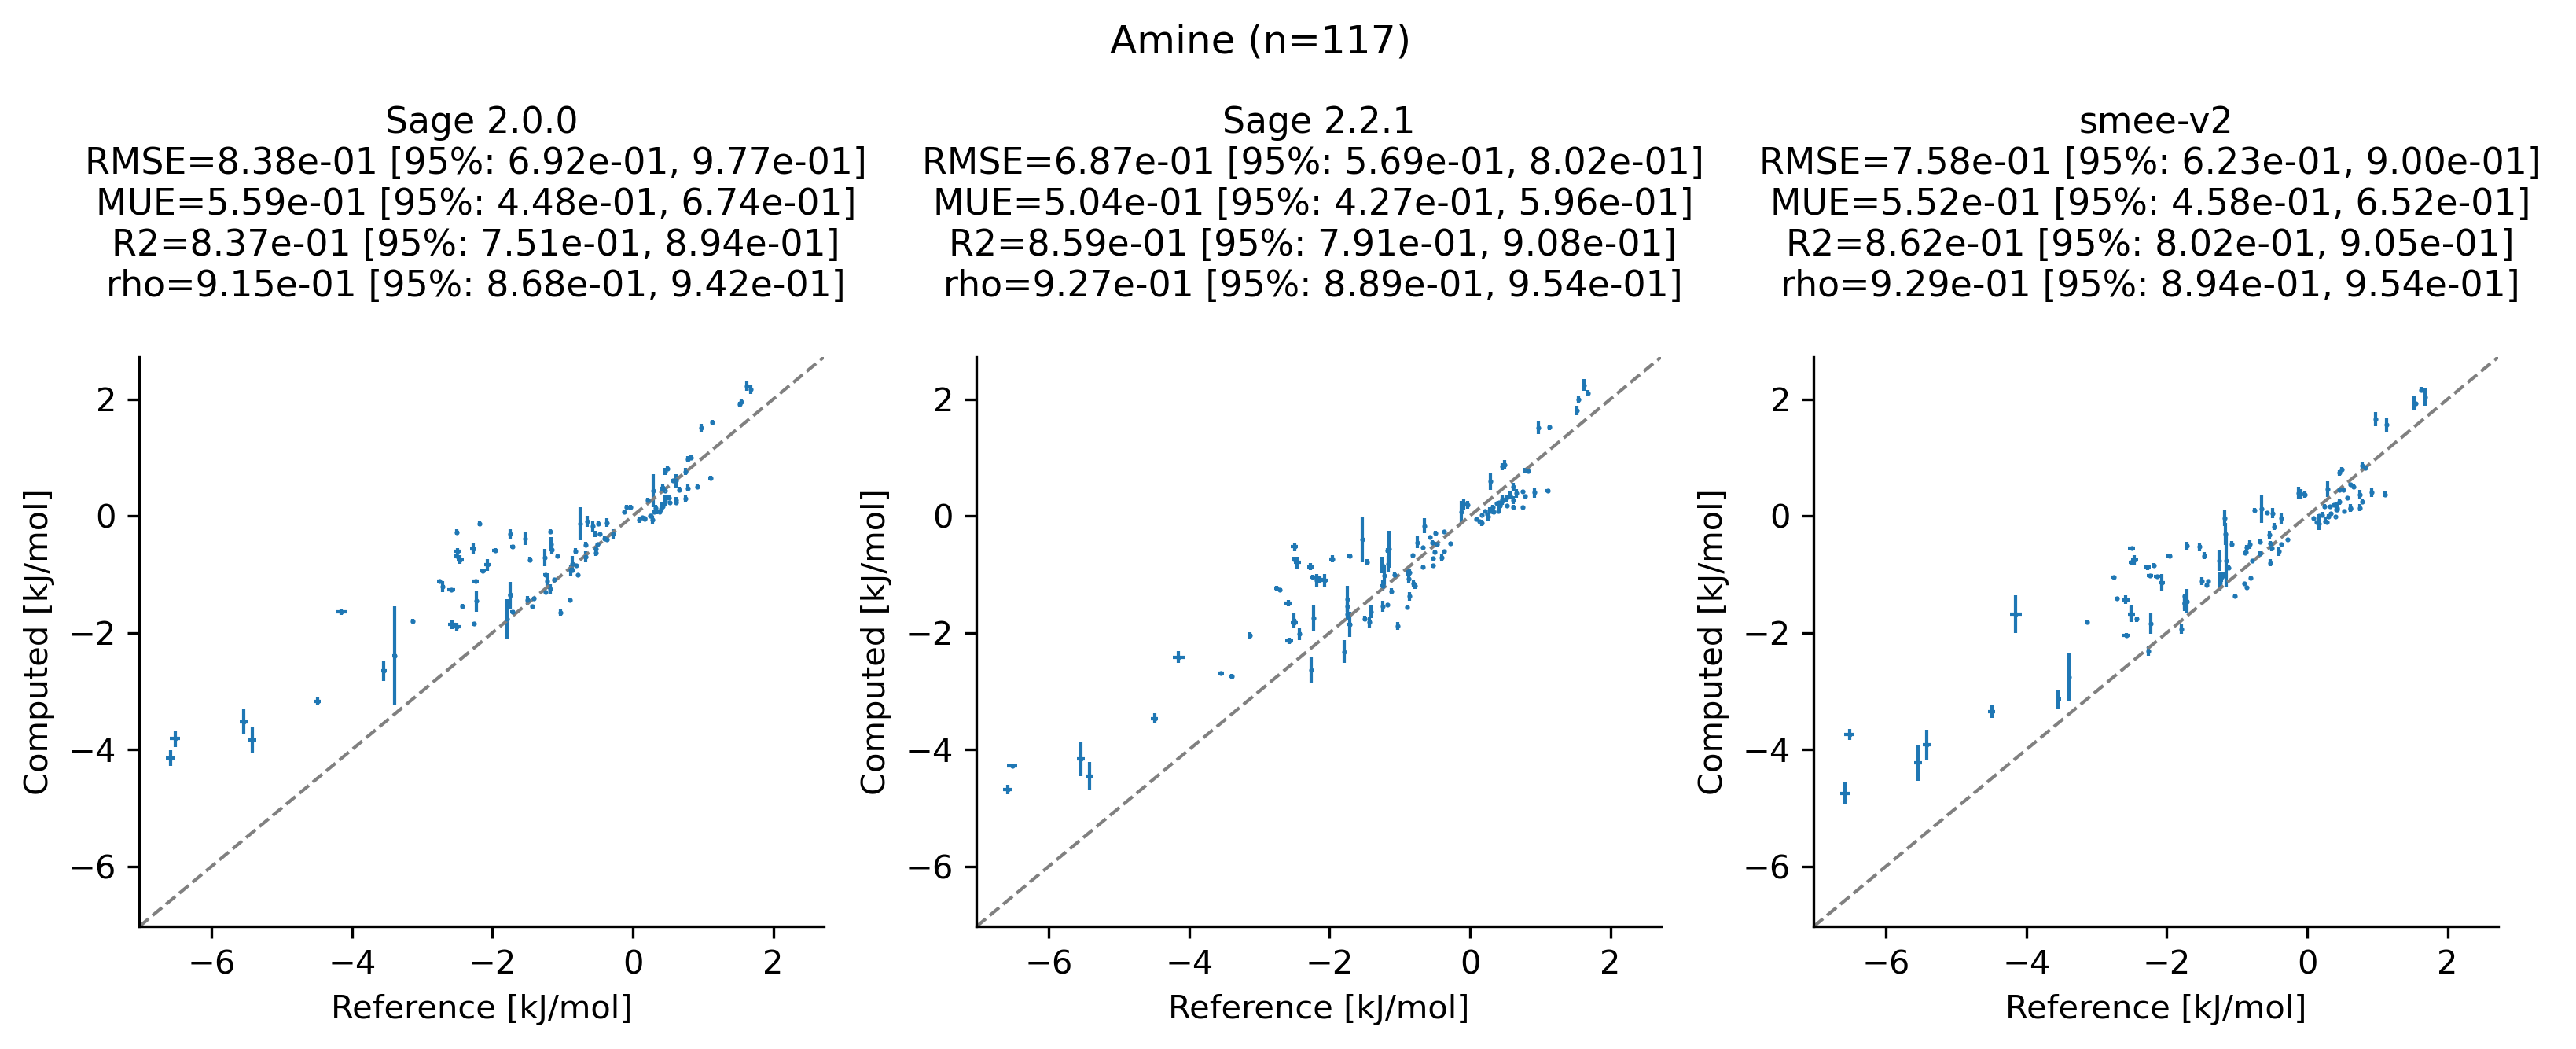 Amine (n=117)
Sage 2.0.0
RMSE=8.38e-01 [95%: 6.92e-01, 9.77e-01]
MUE=5.59e-01 [95%: 4.48e-01, 6.74e-01]
R2=8.37e-01 [95%: 7.51e-01, 8.94e-01]
rho=9.15e-01 [95%: 8.68e-01, 9.42e-01]
2
0
−2
−4
−6
Computed [kJ/mol]
−6 −4 −2 0 2
Reference [kJ/mol]
Sage 2.2.1
RMSE=6.87e-01 [95%: 5.69e-01, 8.02e-01]
MUE=5.04e-01 [95%: 4.27e-01, 5.96e-01]
R2=8.59e-01 [95%: 7.91e-01, 9.08e-01]
rho=9.27e-01 [95%: 8.89e-01, 9.54e-01]
2
0
−2
−4
−6
Computed [kJ/mol]
−6 −4 −2 0 2
Reference [kJ/mol]
smee-v2
RMSE=7.58e-01 [95%: 6.23e-01, 9.00e-01]
MUE=5.52e-01 [95%: 4.58e-01, 6.52e-01]
R2=8.62e-01 [95%: 8.02e-01, 9.05e-01]
rho=9.29e-01 [95%: 8.94e-01, 9.54e-01]
2
0
−2
−4
−6
Computed [kJ/mol]
−6 −4 −2 0 2
Reference [kJ/mol]